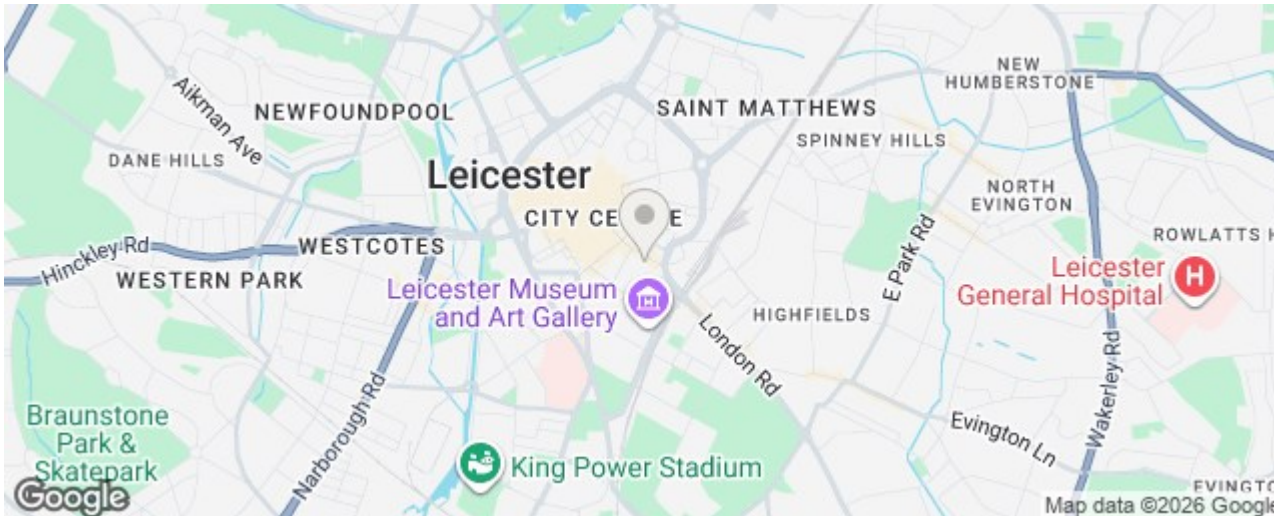 NEW
HUMBERSTONE
Aikman Ave
NEWFOUNDPOOL
SAINT MATTHEWS
SPINNEY HILLS
DANE HILLS
Leicester
NORTH
EVINGTON
CITY CE
E
E Park Rd
ROWLATTS H
Hinckley Rd
WESTCOTES
WESTERN PARK
Leicester Museum
and Art Gallery
Leicester
General Hospital
H
HIGHFIELDS
London Rd
Wakerley Rd
Narborough Rd
Braunstone
Park &
Skatepark
Evington Ln
King Power Stadium
EVINGTO
Google
Map data ©2026 Google